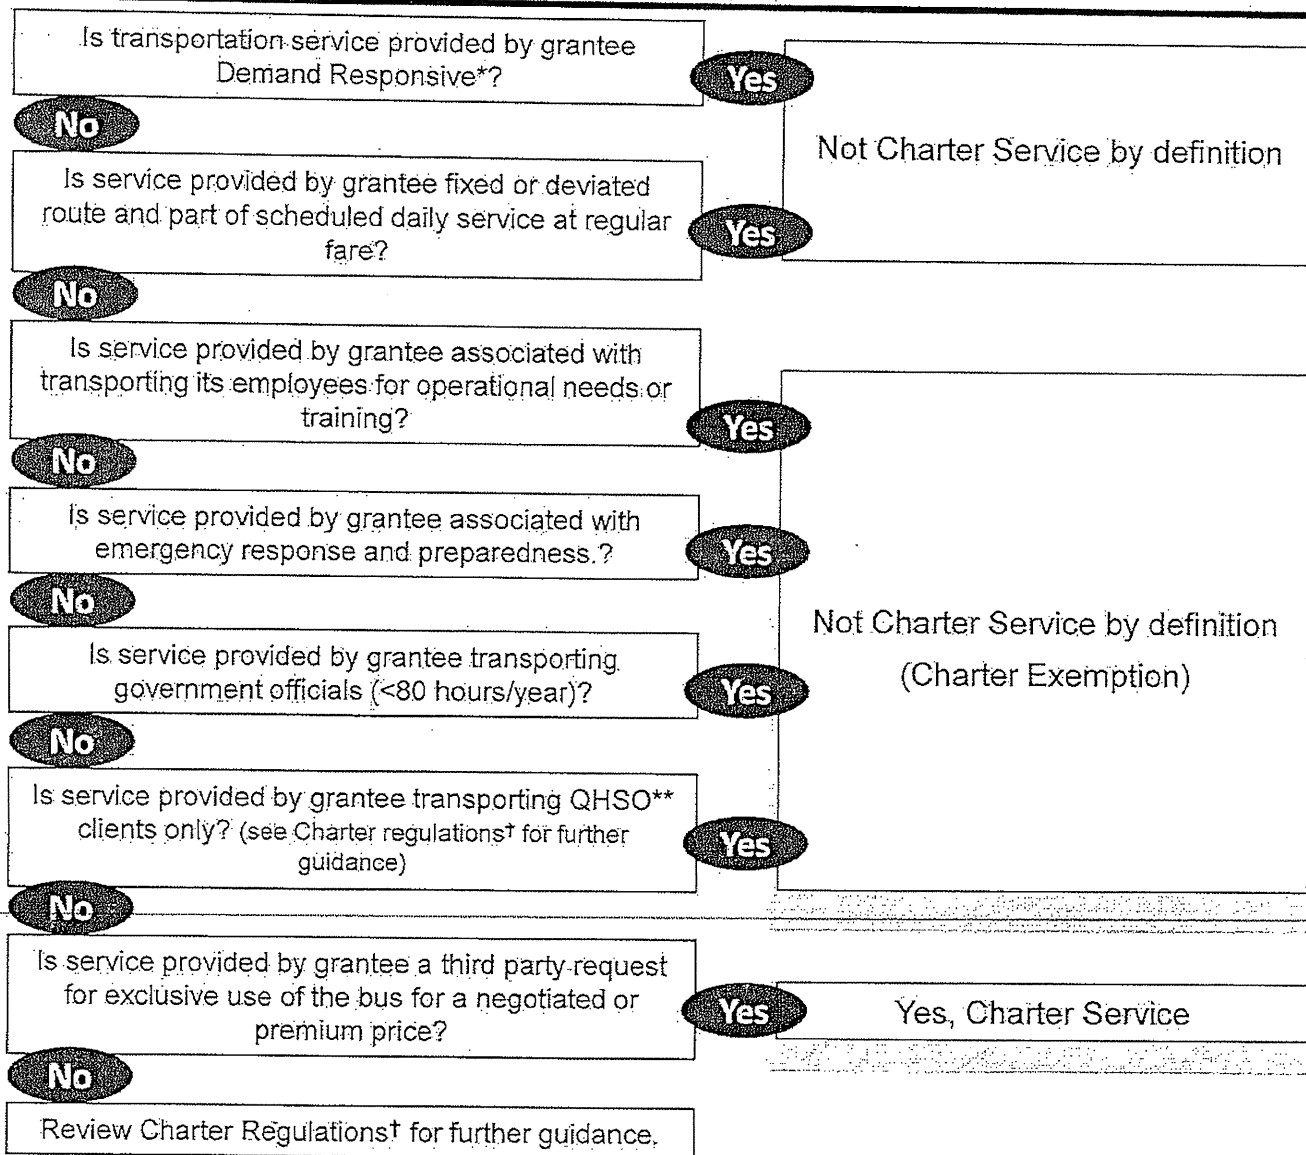 Is transportation service provided by grantee
Demand Responsive*?
Yes
No
Not Charter Service by definition
Is service provided by grantee fixed or deviated
route and part of scheduled daily service at regular
fare?
Yes
No
Is service provided by grantee associated with
transporting its employees for operational needs or
training?
Yes
No
Is service provided by grantee associated with
emergency response and preparedness.?
Yes
No
Not Charter Service by definition
(Charter Exemption)
Is service provided by grantee transporting
government officials (<80 hours/year)?
Yes
No
Is service provided by grantee transporting QHSO**
clients only? (see Charter regulations† for further
guidance)
Yes
No
Is service provided by grantee a third party request
for exclusive use of the bus for a negotiated or
premium price?
Yes
Yes, Charter Service
No
Review Charter Regulations† for further guidance.